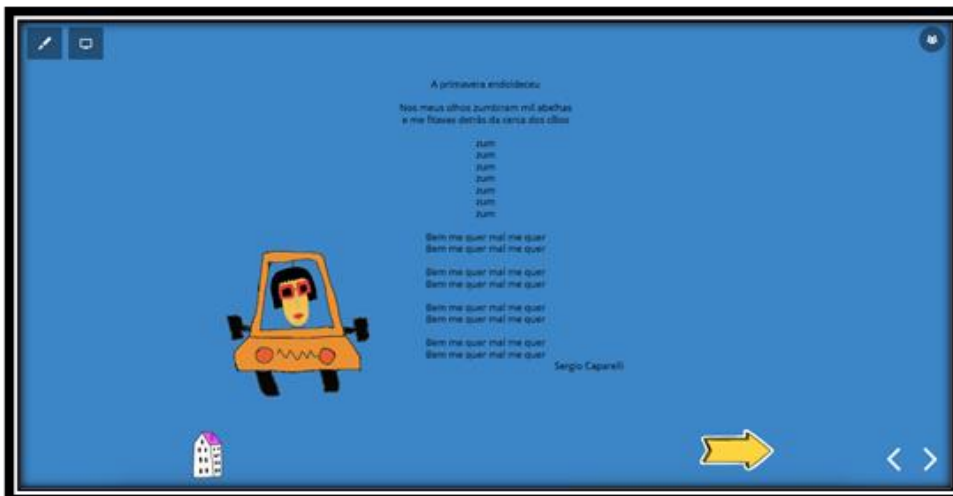 A primavera endoideceu
Nos meus olhos zumbiram mil abelhas
e me fitavas detrás da cerca dos cílios
zum
zum
zum
zum
zum
zum
zum
Bem me quer mal me quer
Bem me quer mal me quer
Bem me quer mal me quer
Bem me quer mal me quer
Bem me quer mal me quer
Bem me quer mal me quer
Bem me quer mal me quer
Bem me quer mal me quer
Sergio Caparelli